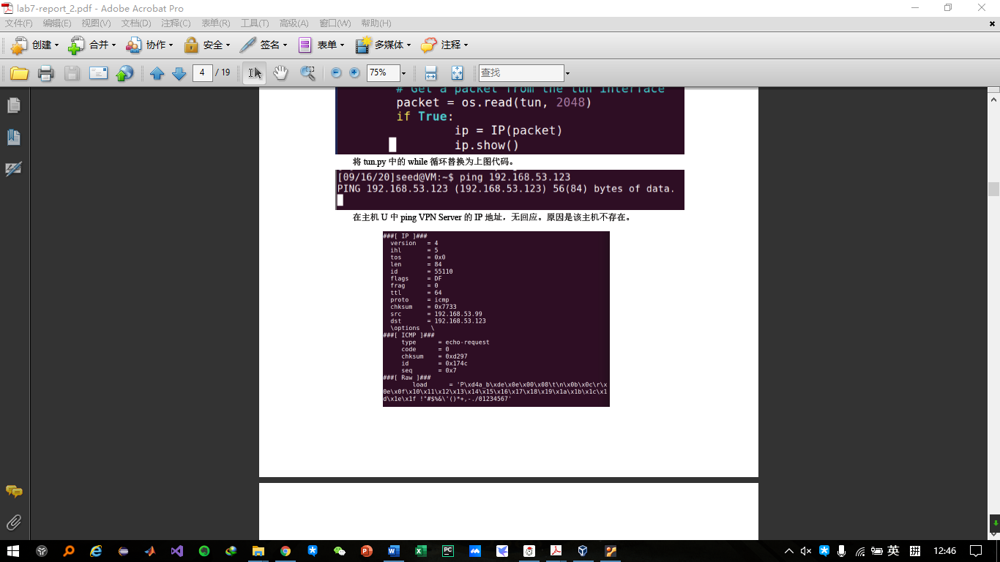 lab7-report_2.pdf - Adobe Acrobat Pro
文件(F) 编辑(E) 视图(V) 文档(D) 注释(C) 表单(R) 工具(T) 高级(A) 窗口(W) 帮助(H)
创建 合并 协作 安全 签名 表单 多媒体 注释
4 / 19 75% 查找
# Get a packet from the tun interface
packet = os.read(tun, 2048)
if True:
ip = IP(packet)
ip.show()
将 tun.py 中的 while 循环替换为上图代码。
[09/16/20]seed@VM:~$ ping 192.168.53.123
PING 192.168.53.123 (192.168.53.123) 56(84) bytes of data.
在主机 U 中 ping VPN Server 的 IP 地址，无回应。原因是该主机不存在。
###[ IP ]###
version = 4
ihl = 5
tos = 0x0
len = 84
id = 55110
flags = DF
frag = 0
ttl = 64
proto = icmp
chksum = 0x7733
src = 192.168.53.99
dst = 192.168.53.123
\options \
###[ ICMP ]###
type = echo-request
code = 0
chksum = 0xd297
id = 0x174c
seq = 0x7
###[ Raw ]###
load = 'P\xd4a_b\xde\x0e\x00\x08\t\n\x0b\x0c\r\x
0e\x0f\x10\x11\x12\x13\x14\x15\x16\x17\x18\x19\x1a\x1b\x1c\x1
d\x1e\x1f !"#$%&\'()*+,-./01234567'
英 拼 12:46